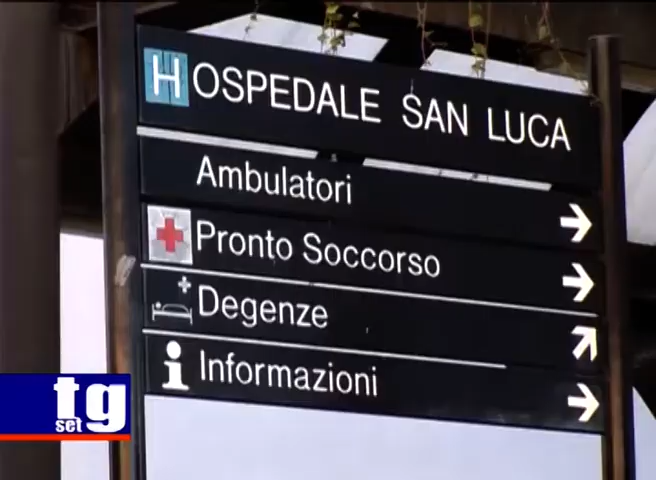 HOSPEDALE SAN LUCA
Ambulatori
Pronto Soccorso
Degenze
Informazioni
tg
set